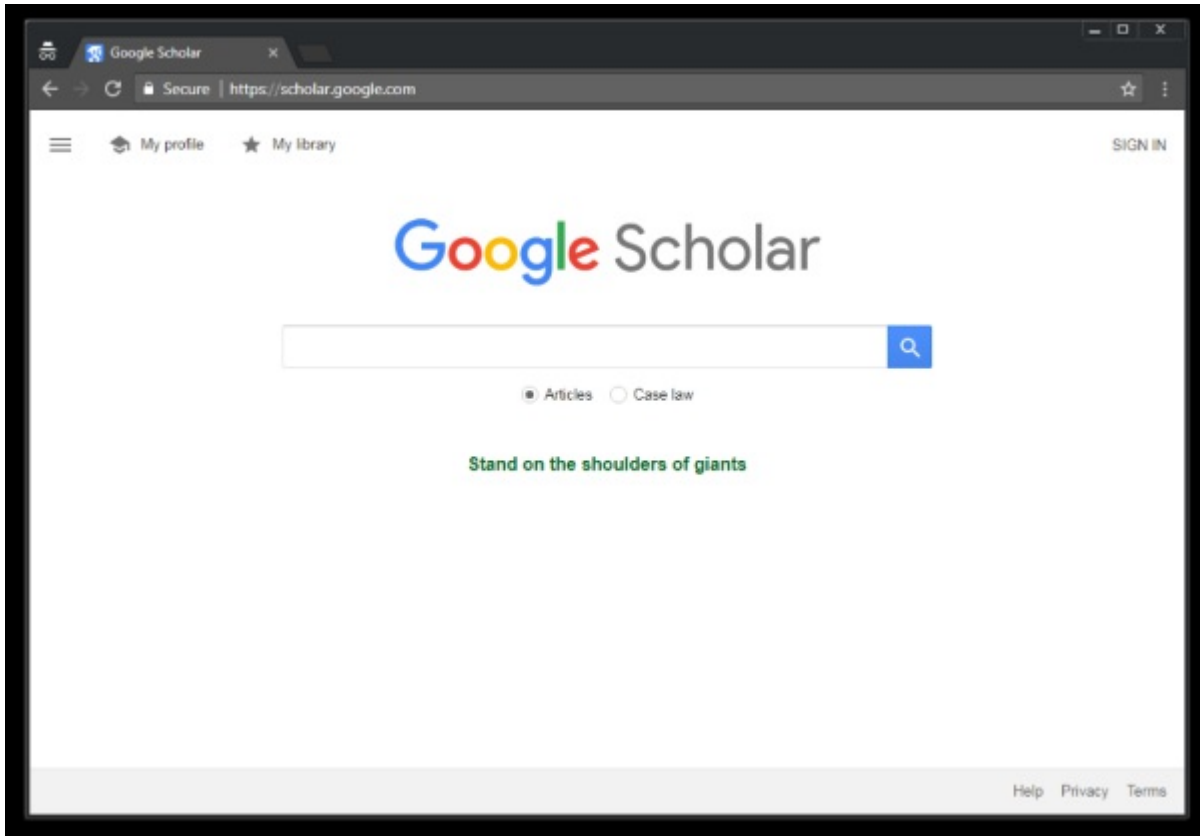 Google Scholar
Secure | https://scholar.google.com
My profile My library SIGN IN
Google Scholar
Articles Case law
Stand on the shoulders of giants
Help Privacy Terms